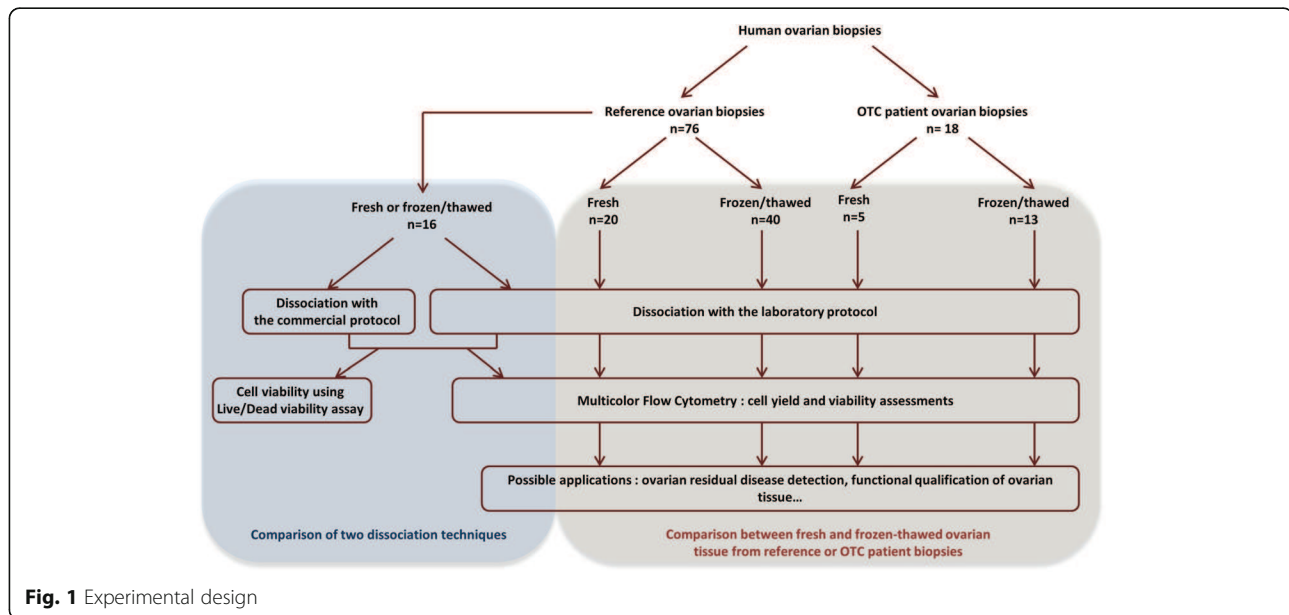 Human ovarian biopsies
Reference ovarian biopsies
n=76
OTC patient ovarian biopsies
n= 18
Fresh or frozen/thawed
n=16
Fresh
n=20
Frozen/thawed
n=40
Fresh
n=5
Frozen/thawed
n=13
Dissociation with
the commercial protocol
Dissociation with the laboratory protocol
Cell viability using
Live/Dead viability assay
Multicolor Flow Cytometry : cell yield and viability assessments
Possible applications : ovarian residual disease detection, functional qualification of ovarian
tissue...
Comparison of two dissociation techniques
Comparison between fresh and frozen-thawed ovarian
tissue from reference or OTC patient biopsies
Fig. 1 Experimental design